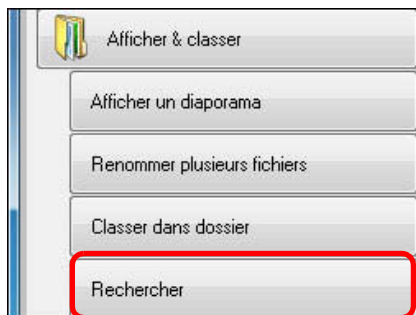 Afficher & classer
Afficher un diaporama
Renommer plusieurs fichiers
Classer dans dossier
Rechercher